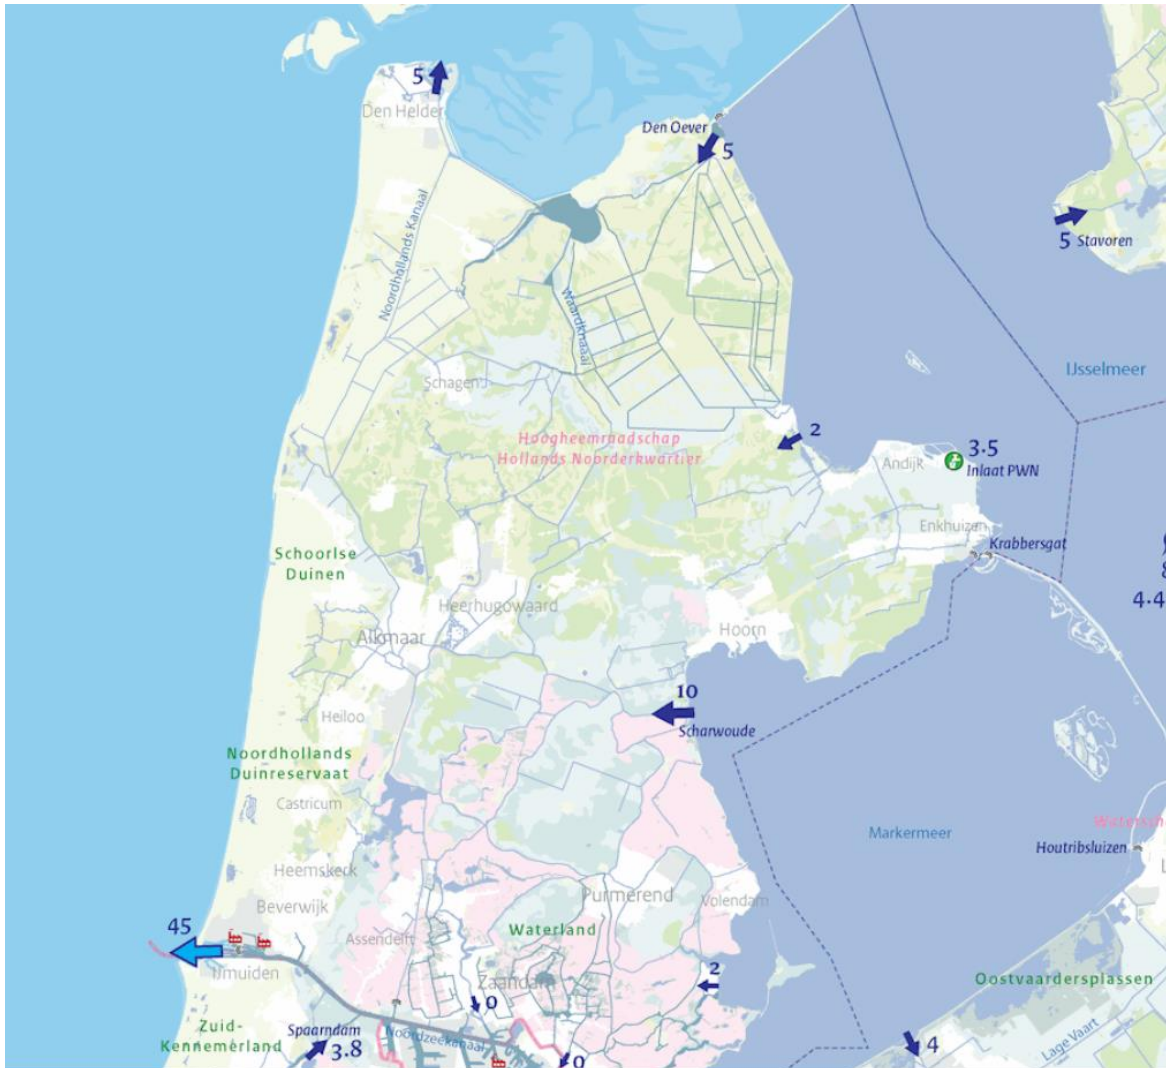 5
Den Helder
Den Oever
5
5 Stavoren
Noordhollands Kanaal
Waardkanaal
IJsselmeer
Schagen
Hoogheemraadschap
Hollands Noorderkwartier
2
Andijk
3.5
Inlaat PWN
Enkhuizen
Krabbersgat
Schoorlse
Duinen
8
4.4
Heerhugowaard
Alkmaar
Hoorn
10
Scharwoude
Heiloo
Noordhollands
Duinreservaat
Castricum
Markermeer
Houtribsluizen
Heemskerk
Beverwijk
Purmerend
Volendam
45
Assendelft
Waterland
IJmuiden
Zaandam
2
Oostvaardersplassen
0
Zuid-
Kennemerland
Spaarndam
3.8
Noordzeekanaal
0
4
Lage Vaart